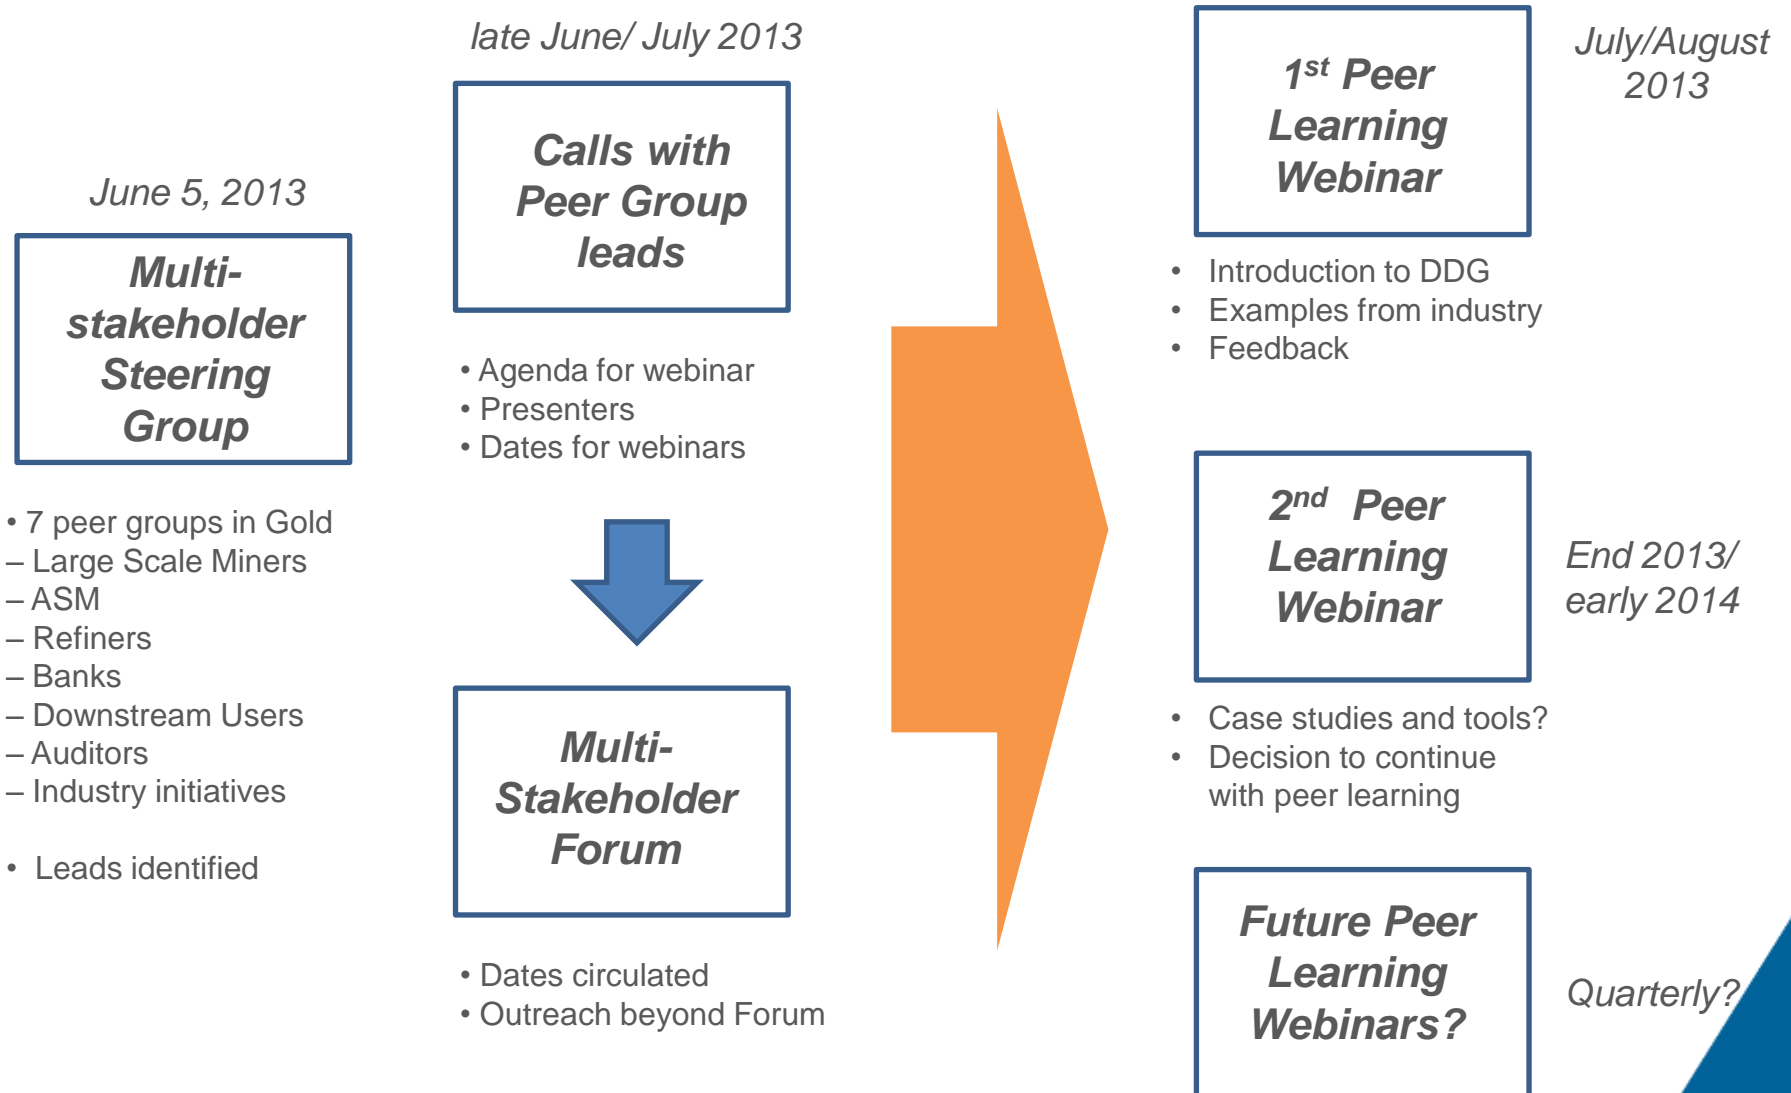 June 5, 2013
Multi-
stakeholder
Steering
Group
• 7 peer groups in Gold
– Large Scale Miners
– ASM
– Refiners
– Banks
– Downstream Users
– Auditors
– Industry initiatives
• Leads identified
late June/ July 2013
Calls with
Peer Group
leads
• Agenda for webinar
• Presenters
• Dates for webinars
Multi-
Stakeholder
Forum
• Dates circulated
• Outreach beyond Forum
1st Peer
Learning
Webinar
July/August
2013
• Introduction to DDG
• Examples from industry
• Feedback
2nd Peer
Learning
Webinar
End 2013/
early 2014
• Case studies and tools?
• Decision to continue
with peer learning
Future Peer
Learning
Webinars?
Quarterly?